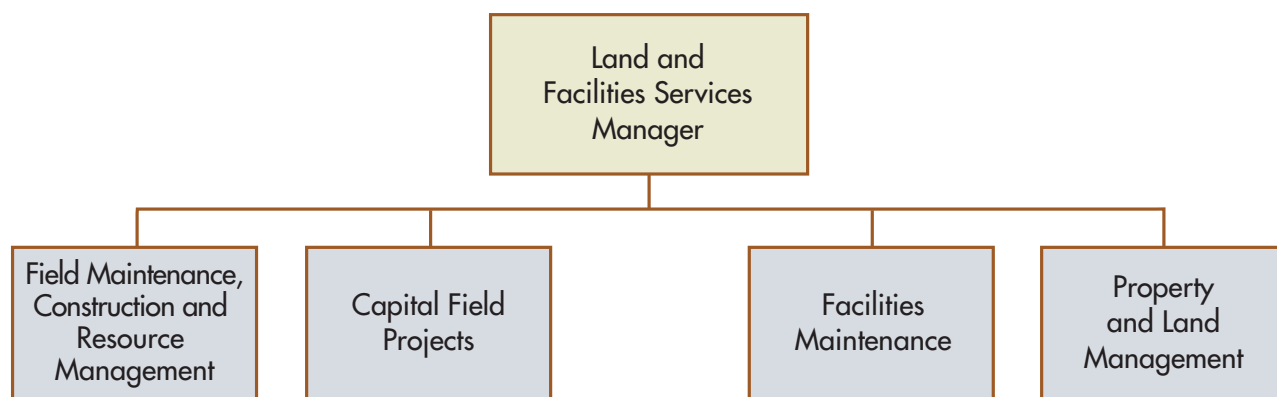 Land and
Facilities Services
Manager
Field Maintenance,
Construction and
Resource
Management
Capital Field
Projects
Facilities
Maintenance
Property
and Land
Management